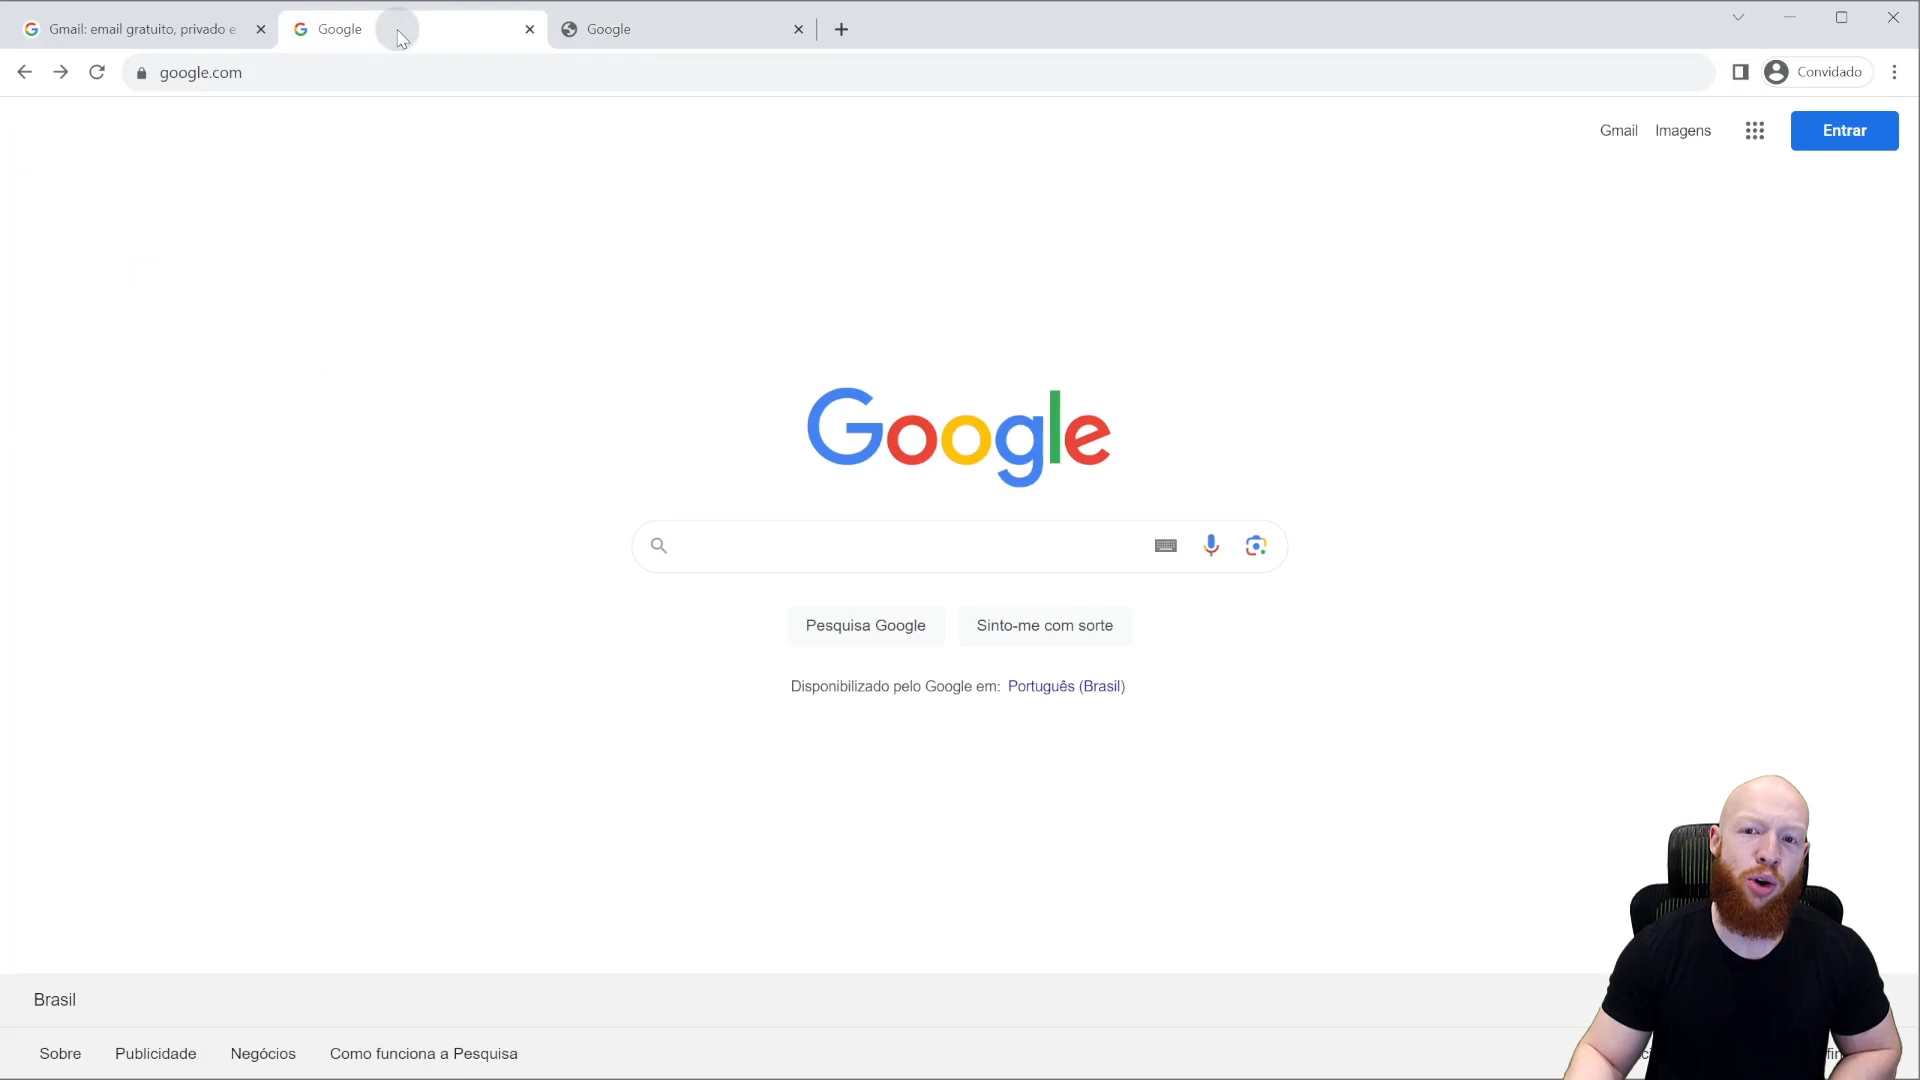 Gmail: email gratuito, privado e
Google
Google
google.com
Convidado
Gmail
Imagens
Entrar
Google
Pesquisa Google
Sinto-me com sorte
Disponibilizado pelo Google em: Português (Brasil)
Brasil
Sobre
Publicidade
Negócios
Como funciona a Pesquisa